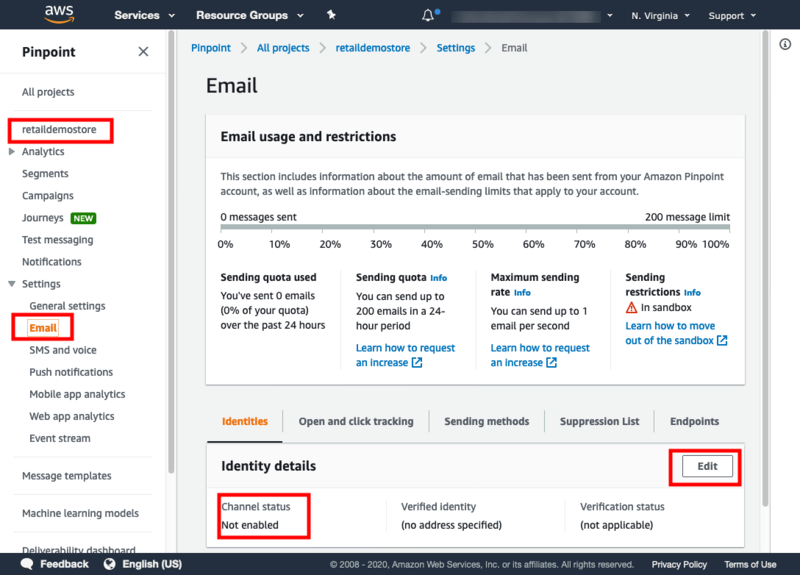 aws
Services
Resource Groups
N. Virginia
Support
Pinpoint
All projects
retaildemostore
Analytics
Segments
Campaigns
Journeys NEW
Test messaging
Notifications
Settings
General settings
Email
SMS and voice
Push notifications
Mobile app analytics
Web app analytics
Event stream
Message templates
Machine learning models
Deliverability dashboard
Pinpoint > All projects > retaildemostore > Settings > Email
Email
Email usage and restrictions
This section includes information about the amount of email that has been sent from your Amazon Pinpoint
account, as well as information about the email-sending limits that apply to your account.
0 messages sent
200 message limit
0% 10% 20% 30% 40% 50% 60% 70% 80% 90% 100%
Sending quota used
You've sent 0 emails
(0% of your quota)
over the past 24 hours
Sending quota Info
You can send up to
200 emails in a 24-
hour period
Learn how to request
an increase
Maximum sending
rate Info
You can send up to 1
email per second
Learn how to request
an increase
Sending
restrictions Info
In sandbox
Learn how to move
out of the sandbox
Identities
Open and click tracking
Sending methods
Suppression List
Endpoints
Identity details
Edit
Channel status
Not enabled
Verified identity
(no address specified)
Verification status
(not applicable)
Feedback
English (US)
© 2008 - 2020, Amazon Web Services, Inc. or its affiliates. All rights reserved.
Privacy Policy
Terms of Use